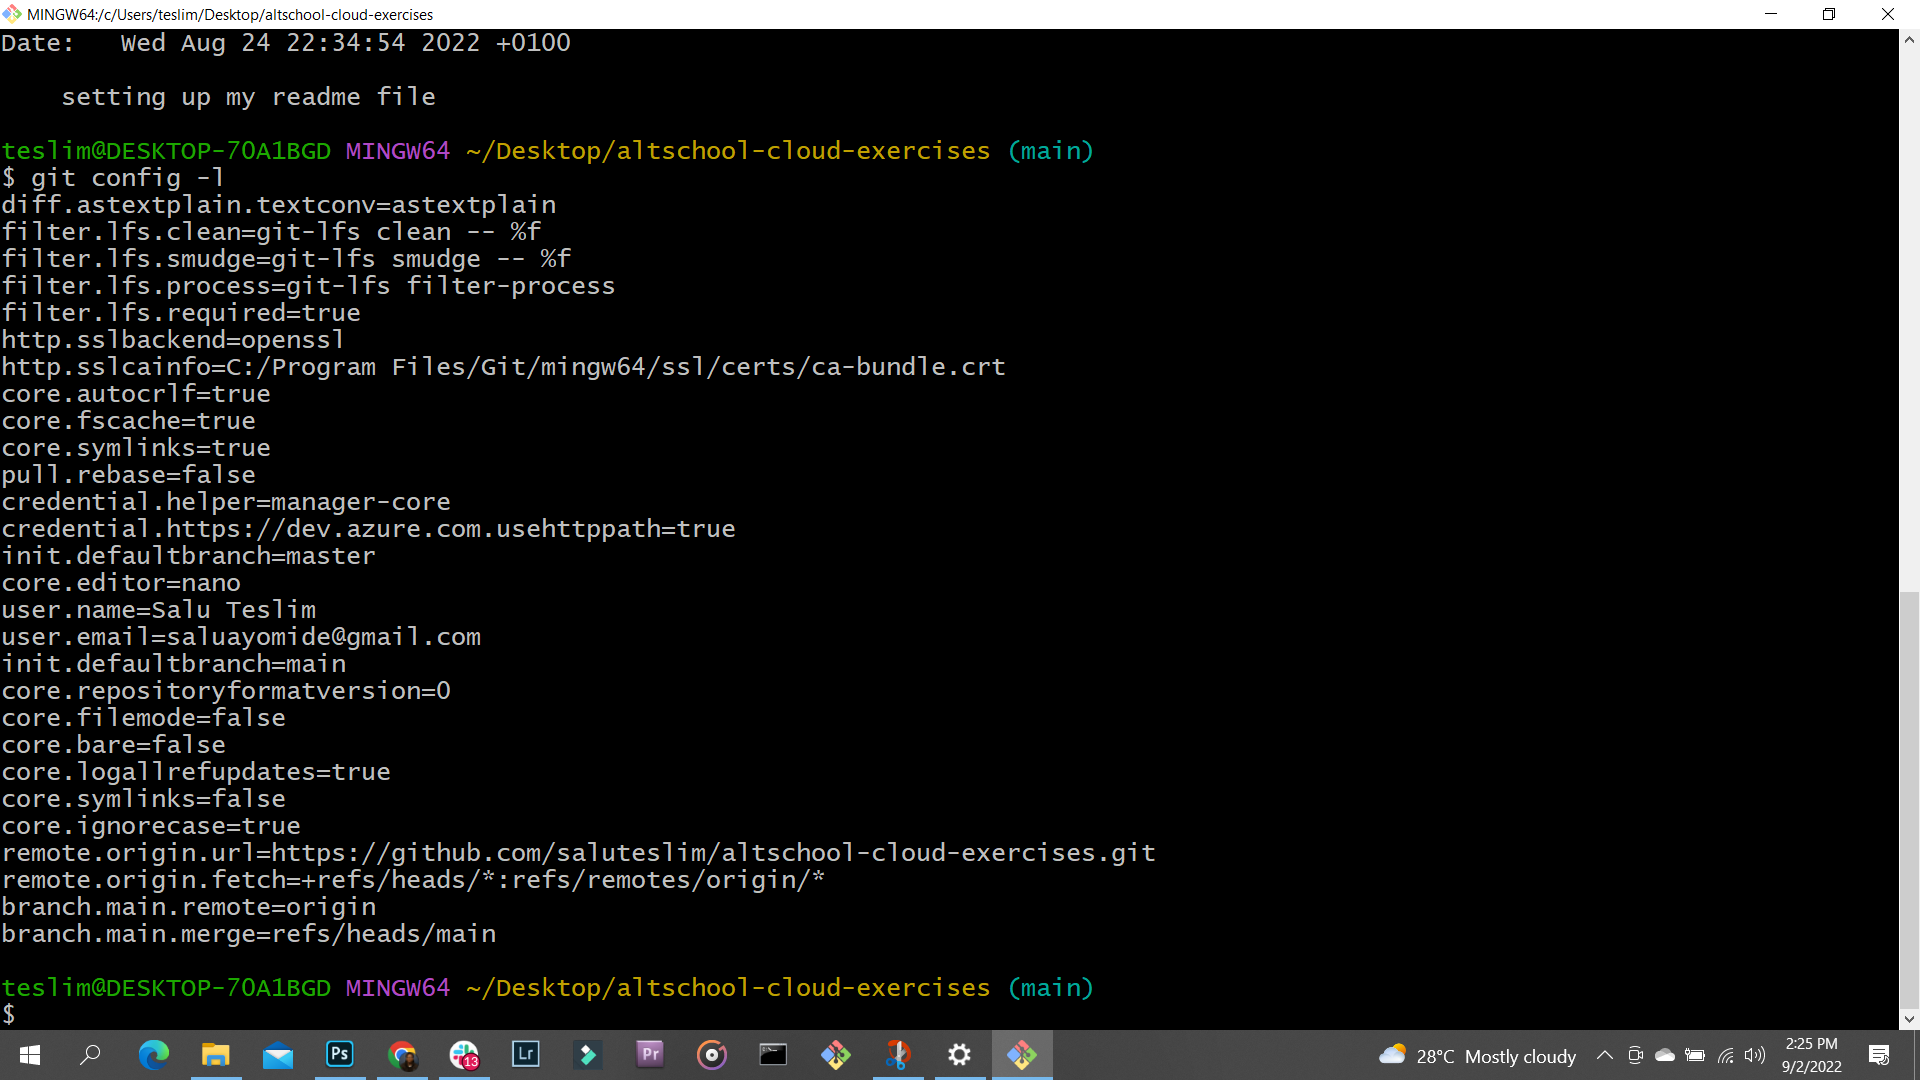 MINGW64:/c/Users/teslim/Desktop/altschool-cloud-exercises
Date:   Wed Aug 24 22:34:54 2022 +0100
    setting up my readme file
teslim@DESKTOP-70A1BGD MINGW64 ~/Desktop/altschool-cloud-exercises (main)
$ git config -l
diff.astextplain.textconv=astextplain
filter.lfs.clean=git-lfs clean -- %f
filter.lfs.smudge=git-lfs smudge -- %f
filter.lfs.process=git-lfs filter-process
filter.lfs.required=true
http.sslbackend=openssl
http.sslcainfo=C:/Program Files/Git/mingw64/ssl/certs/ca-bundle.crt
core.autocrlf=true
core.fscache=true
core.symlinks=true
pull.rebase=false
credential.helper=manager-core
credential.https://dev.azure.com.usehttppath=true
init.defaultbranch=master
core.editor=nano
user.name=Salu Teslim
user.email=saluayomide@gmail.com
init.defaultbranch=main
core.repositoryformatversion=0
core.filemode=false
core.bare=false
core.logallrefupdates=true
core.symlinks=false
core.ignorecase=true
remote.origin.url=https://github.com/saluteslim/altschool-cloud-exercises.git
remote.origin.fetch=+refs/heads/*:refs/remotes/origin/*
branch.main.remote=origin
branch.main.merge=refs/heads/main
teslim@DESKTOP-70A1BGD MINGW64 ~/Desktop/altschool-cloud-exercises (main)
$
Ps
13
Lr
Pr
28°C  Mostly cloudy
2:25 PM
9/2/2022